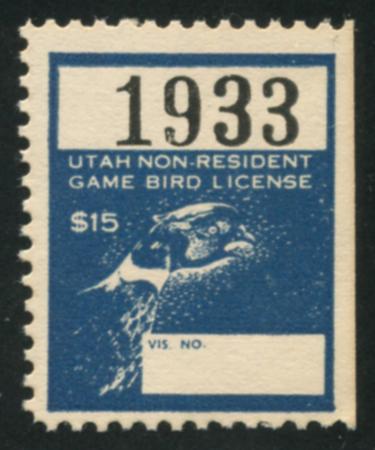 1933
UTAH NON-RESIDENT
GAME BIRD LICENSE
$15
VIS. NO.